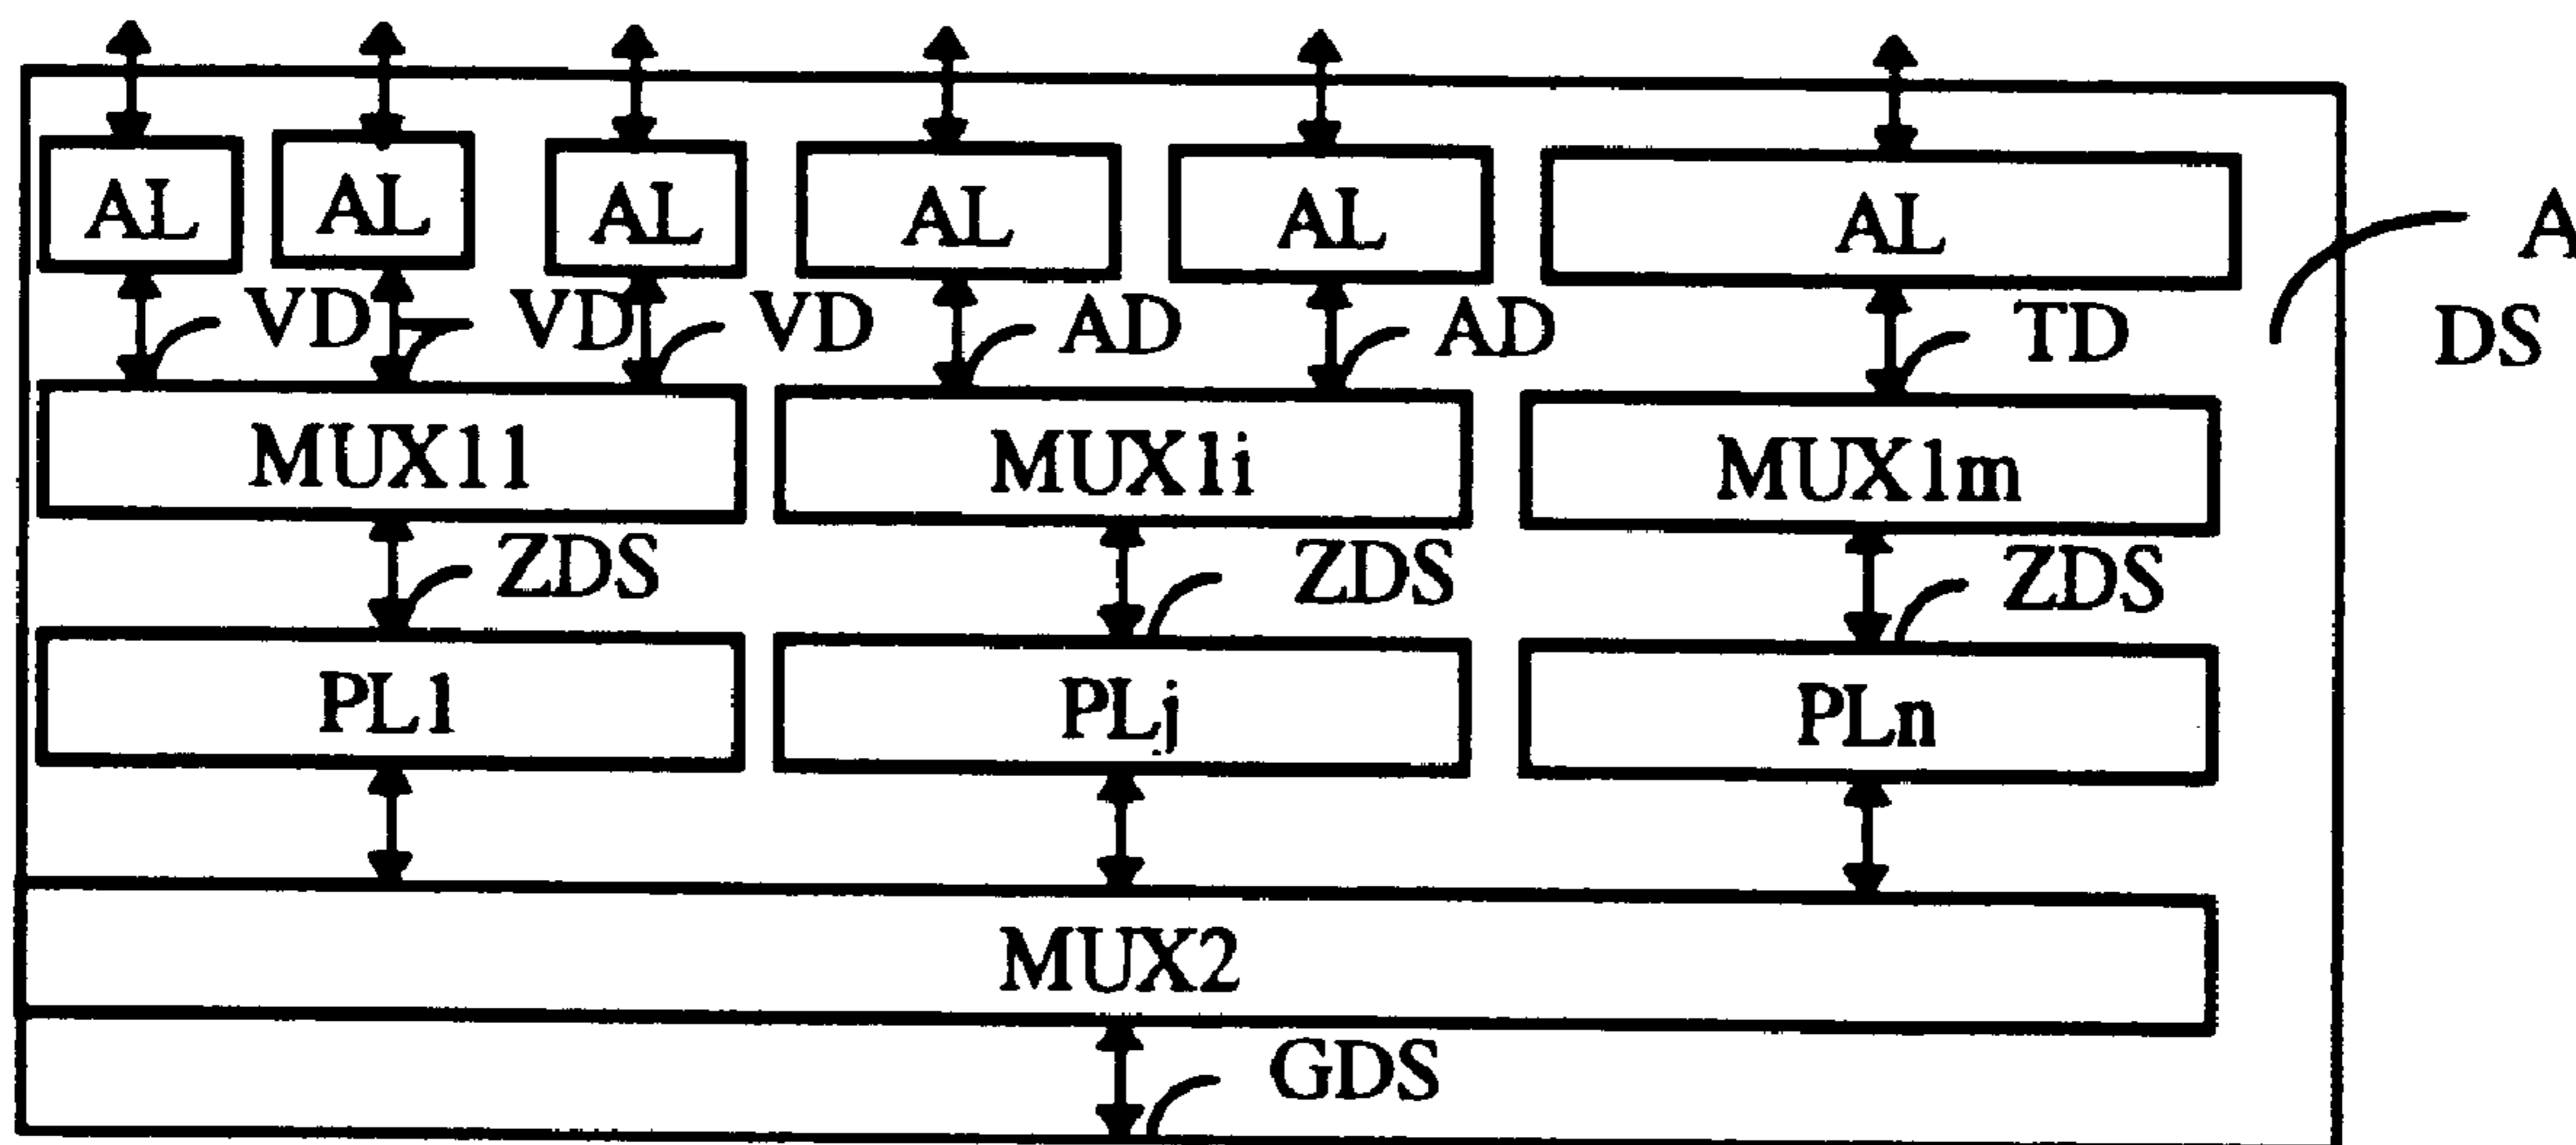 AL AL AL AL AL AL A
VD VD VD AD AD TD DS
MUX11 MUX1i MUX1m
ZDS ZDS ZDS
PL1 PLj PLn
MUX2
GDS